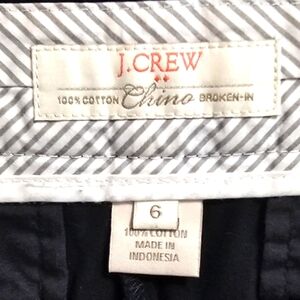 J.CREW
100% COTTON Chino BROKEN-IN
6
100% COTTON
MADE IN
INDONESIA